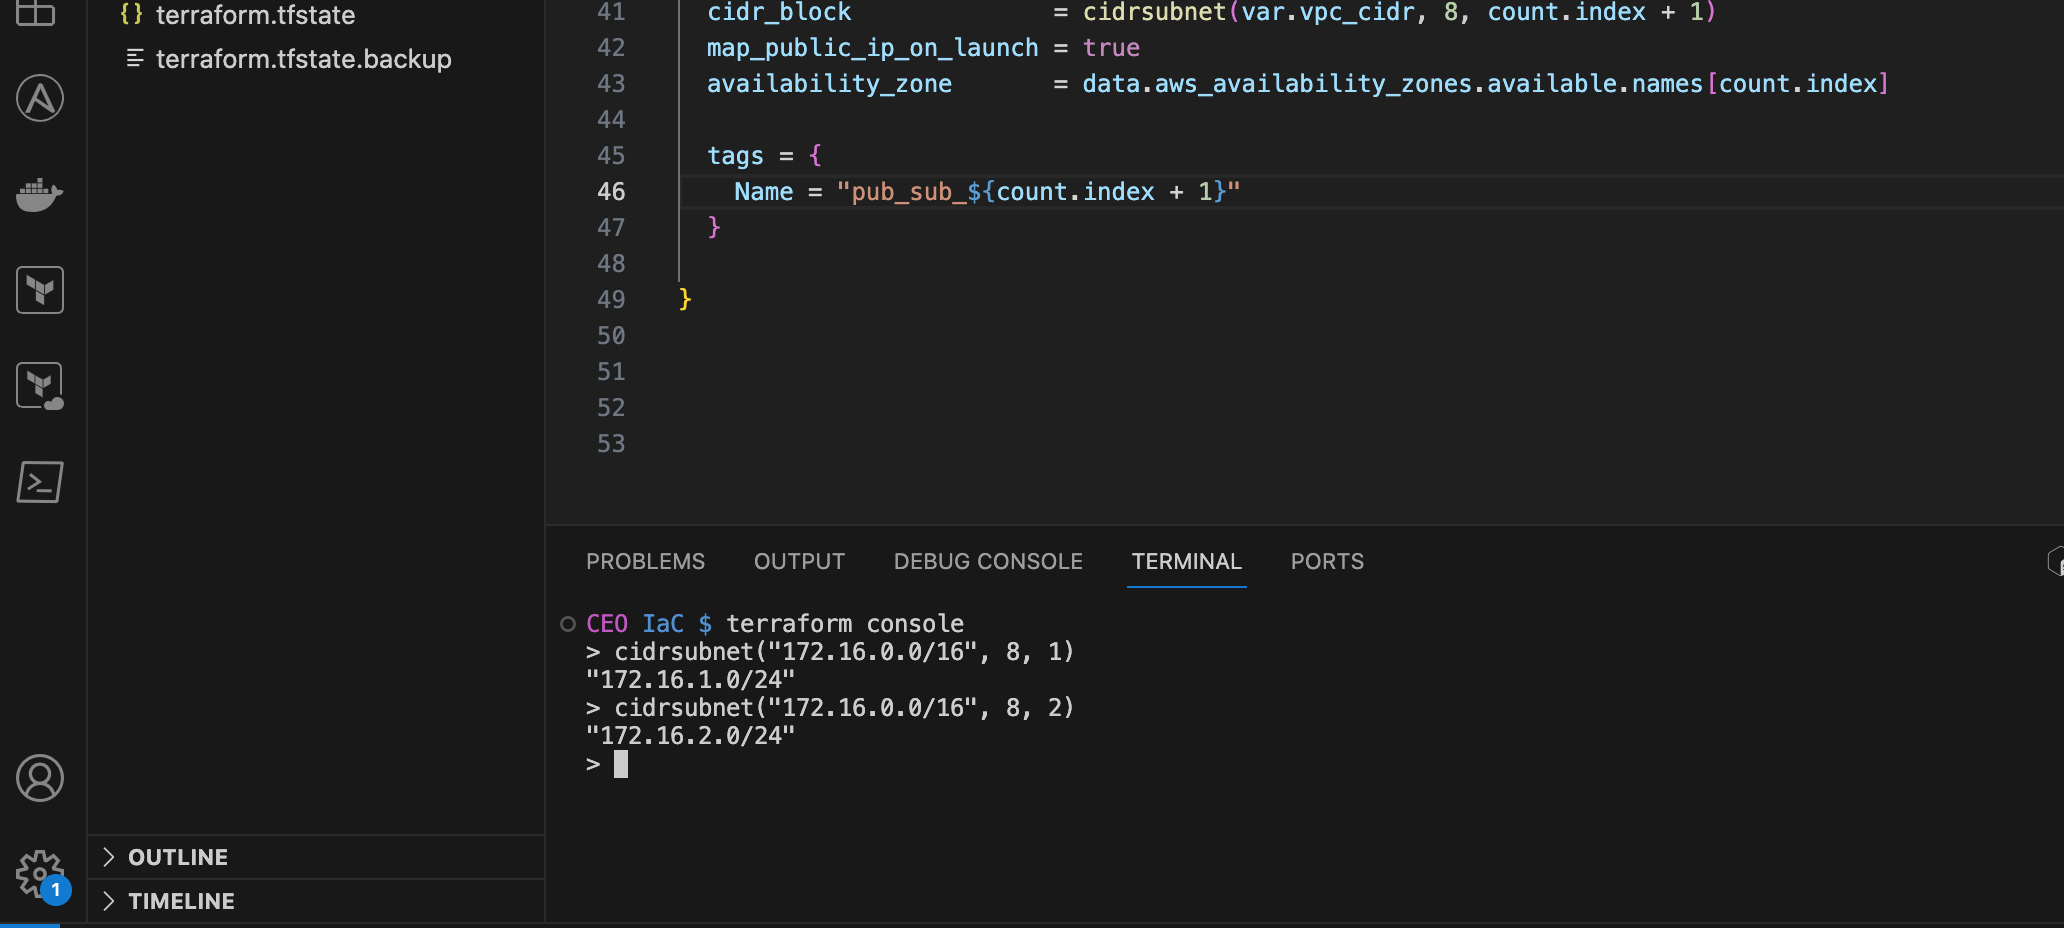 {} terraform.tfstate
terraform.tfstate.backup
41 cidr_block = cidrsubnet(var.vpc_cidr, 8, count.index + 1)
42 map_public_ip_on_launch = true
43 availability_zone = data.aws_availability_zones.available.names[count.index]
44
45 tags = {
46 Name = "pub_sub_${count.index + 1}"
47 }
48
49 }
50
51
52
53
PROBLEMS OUTPUT DEBUG CONSOLE TERMINAL PORTS
CEO IaC $ terraform console
> cidrsubnet("172.16.0.0/16", 8, 1)
"172.16.1.0/24"
> cidrsubnet("172.16.0.0/16", 8, 2)
"172.16.2.0/24"
>
OUTLINE
1
TIMELINE